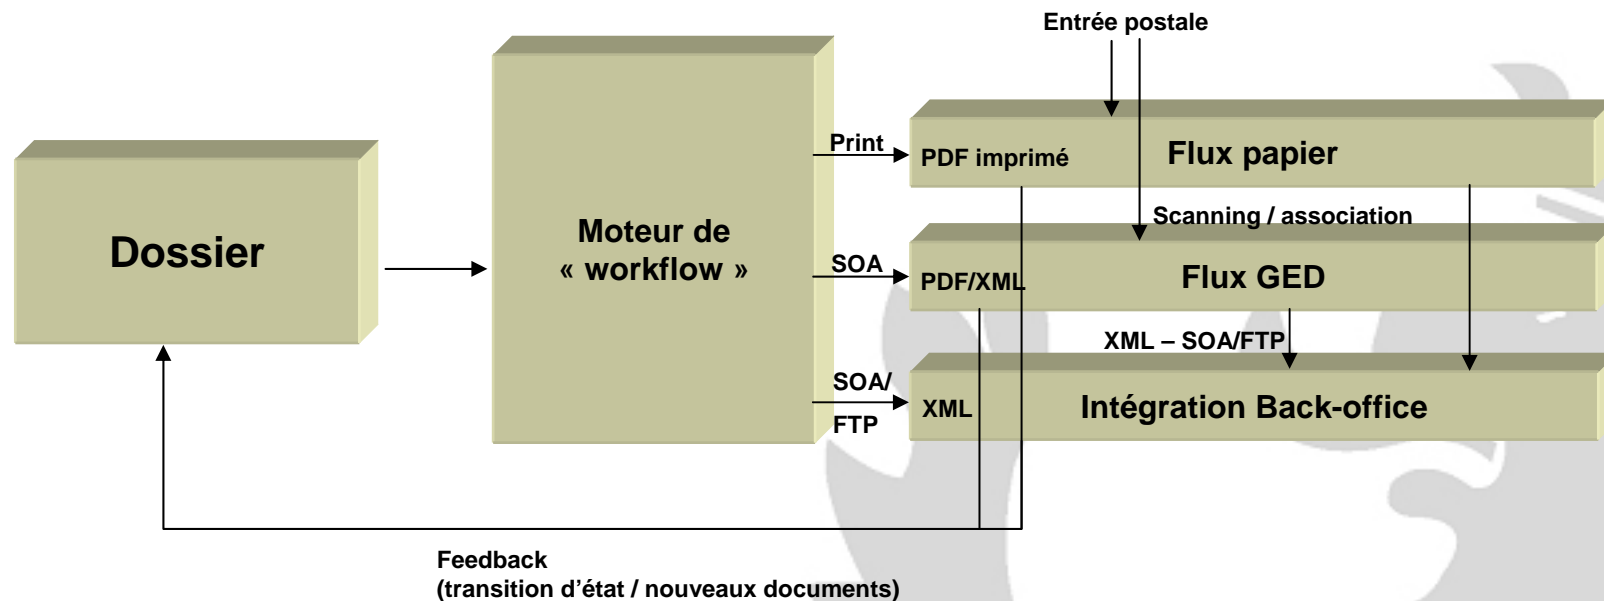 Entrée postale
Print
PDF imprimé
Flux papier
Scanning / association
Dossier
Moteur de
« workflow »
SOA
PDF/XML
Flux GED
XML – SOA/FTP
SOA/
FTP
XML
Intégration Back-office
Feedback
(transition d’état / nouveaux documents)